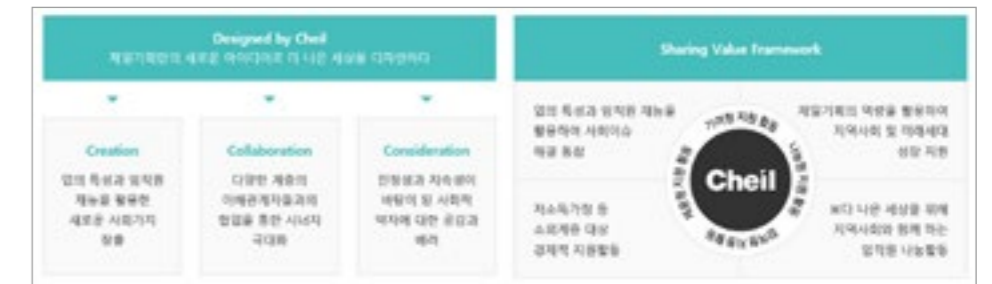 Designed by Cheil
제일기획만의 새로운 아이디어로 더 나은 세상을 디자인하다
Creation
업의 특성과 임직원
재능을 활용한
새로운 사회가치
창출
Collaboration
다양한 계층의
이해관계자들과의
협업을 통한 시너지
극대화
Consideration
진정성과 지속성이
바탕이 된 사회적
약자에 대한 공감과
배려
Sharing Value Framework
업의 특성과 임직원 재능을
활용하여 사회이슈
해결 동참
제일기획의 역량을 활용하여
지역사회 및 미래세대
성장 지원
Cheil
저소득가정 등
소외계층 대상
경제적 지원활동
보다 나은 세상을 위해
지역사회와 함께 하는
임직원 나눔활동